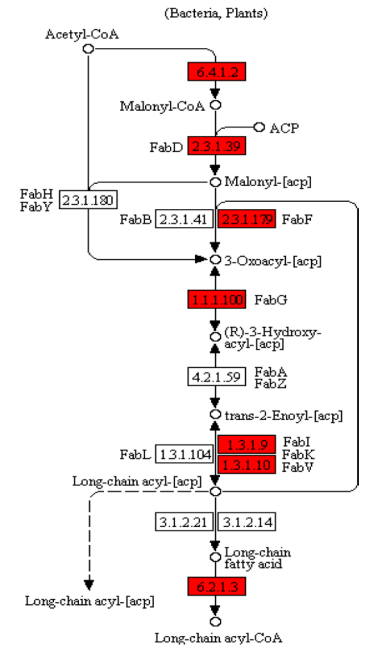 (Bacteria, Plants)
Acetyl-CoA
6.4.1.2
Malonyl-CoA
ACP
FabD 2.3.1.39
Malonyl-[acp]
FabH
FabY
2.3.1.180
FabB 2.3.1.41 2.3.1.179 FabF
3-Oxoacyl-[acp]
1.1.1.100 FabG
(R)-3-Hydroxy-
acyl-[acp]
4.2.1.59
FabA
FabZ
trans-2-Enoyl-[acp]
FabL 1.3.1.104
1.3.1.9 FabI
FabK
1.3.1.10 FabV
Long-chain acyl-[acp]
3.1.2.21 3.1.2.14
Long-chain
fatty acid
6.2.1.3
Long-chain acyl-[acp]
Long-chain acyl-CoA